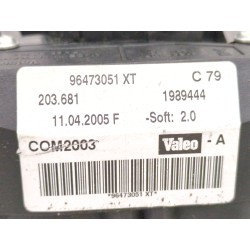 96473051 XT C 79
203.681 1989444
11.04.2005 F -Soft: 2.0
COM2003 Valeo - A
*96473051 XT*